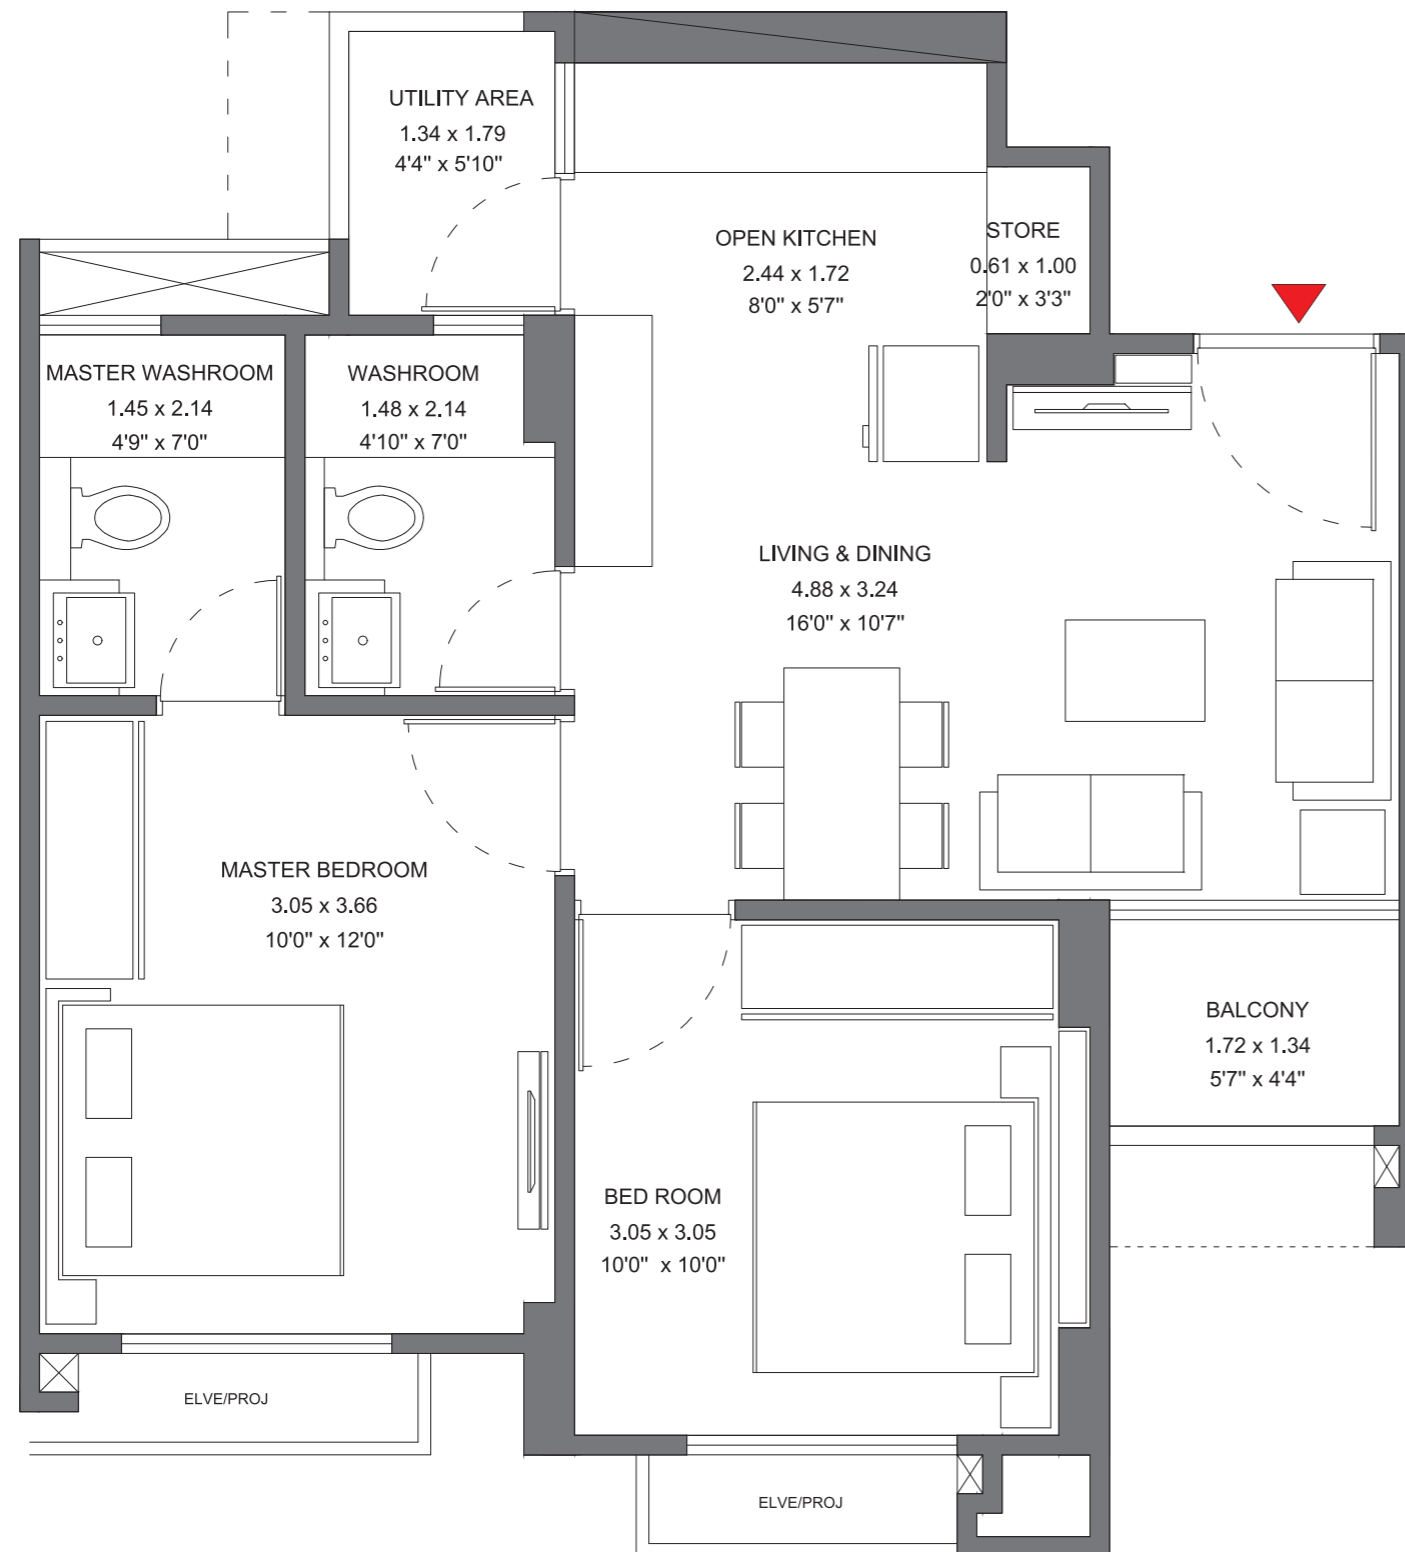 UTILITY AREA
1.34 x 1.79
4'4" x 5'10"
OPEN KITCHEN
2.44 x 1.72
8'0" x 5'7"
STORE
0.61 x 1.00
2'0" x 3'3"
MASTER WASHROOM
1.45 x 2.14
4'9" x 7'0"
WASHROOM
1.48 x 2.14
4'10" x 7'0"
LIVING & DINING
4.88 x 3.24
16'0" x 10'7"
MASTER BEDROOM
3.05 x 3.66
10'0" x 12'0"
BALCONY
1.72 x 1.34
5'7" x 4'4"
BED ROOM
3.05 x 3.05
10'0" x 10'0"
ELVE/PROJ
ELVE/PROJ